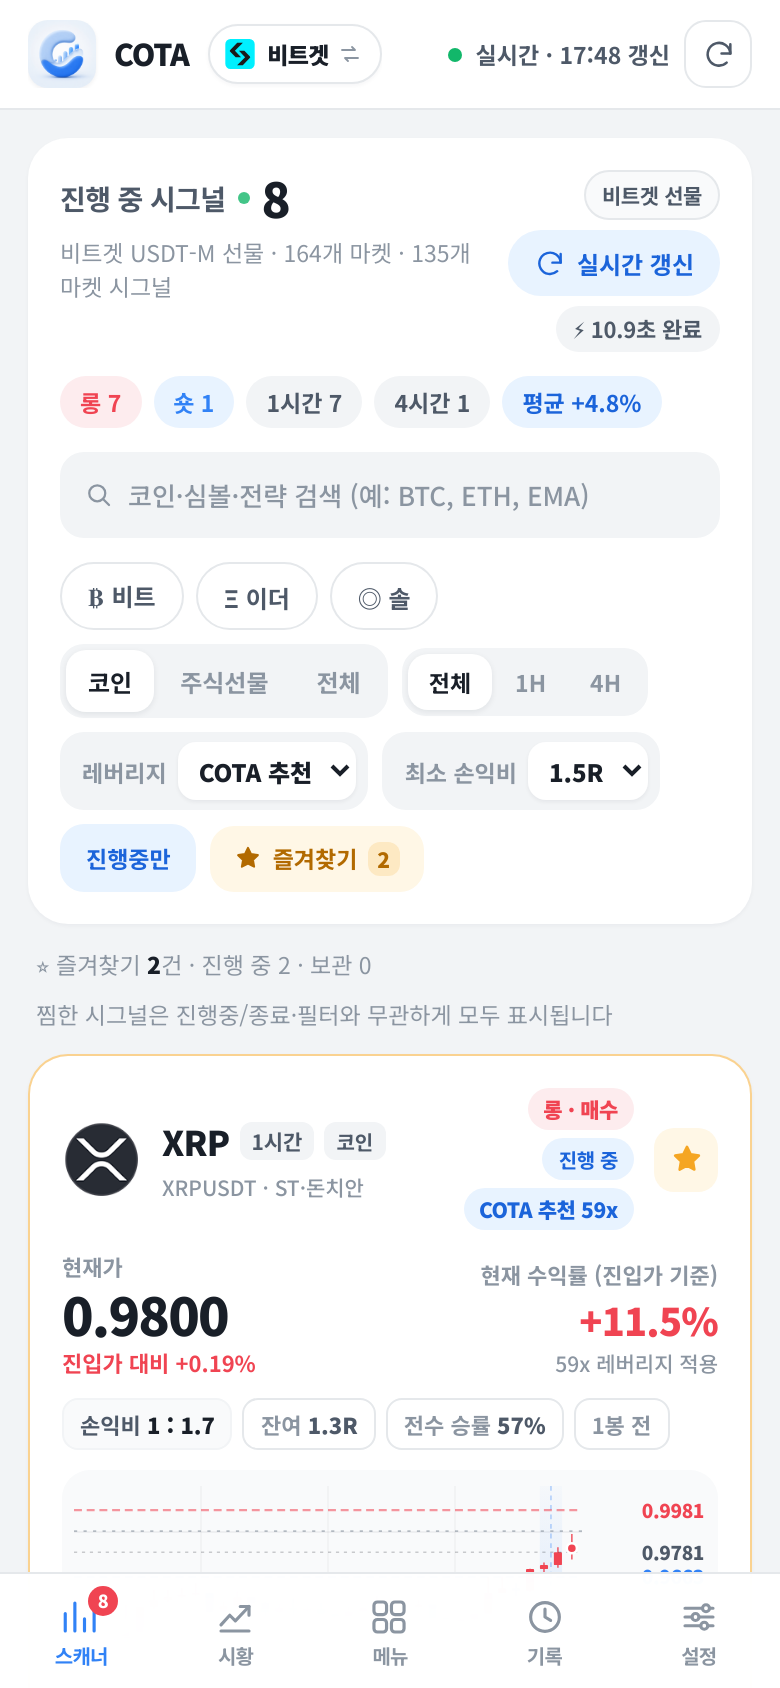 COTA
비트겟
실시간 · 17:48 갱신
진행 중 시그널 8
비트겟 선물
비트겟 USDT-M 선물 · 164개 마켓 · 135개
마켓 시그널
실시간 갱신
⚡ 10.9초 완료
롱 7
숏 1
1시간 7
4시간 1
평균 +4.8%
코인·심볼·전략 검색 (예: BTC, ETH, EMA)
₿ 비트
Ξ 이더
◎ 솔
코인
주식선물
전체
전체
1H
4H
레버리지
COTA 추천
최소 손익비
1.5R
진행중만
★ 즐겨찾기 2
☆ 즐겨찾기 2건 · 진행 중 2 · 보관 0
찜한 시그널은 진행중/종료·필터와 무관하게 모두 표시됩니다
XRP
1시간
코인
XRPUSDT · ST·돈치안
롱 · 매수
진행 중
COTA 추천 59x
현재가
0.9800
진입가 대비 +0.19%
현재 수익률 (진입가 기준)
+11.5%
59x 레버리지 적용
손익비 1 : 1.7
잔여 1.3R
전수 승률 57%
1봉 전
0.9981
0.9781
8
스캐너
시황
메뉴
기록
설정